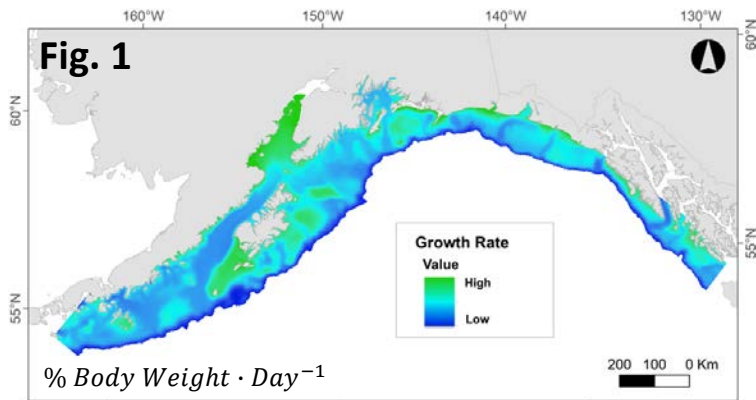 160°W 150°W 140°W 130°W
Fig. 1
60°N
60°N
55°N
55°N
Growth Rate
Value
High
Low
200 100 0 Km
% Body Weight · Day⁻¹